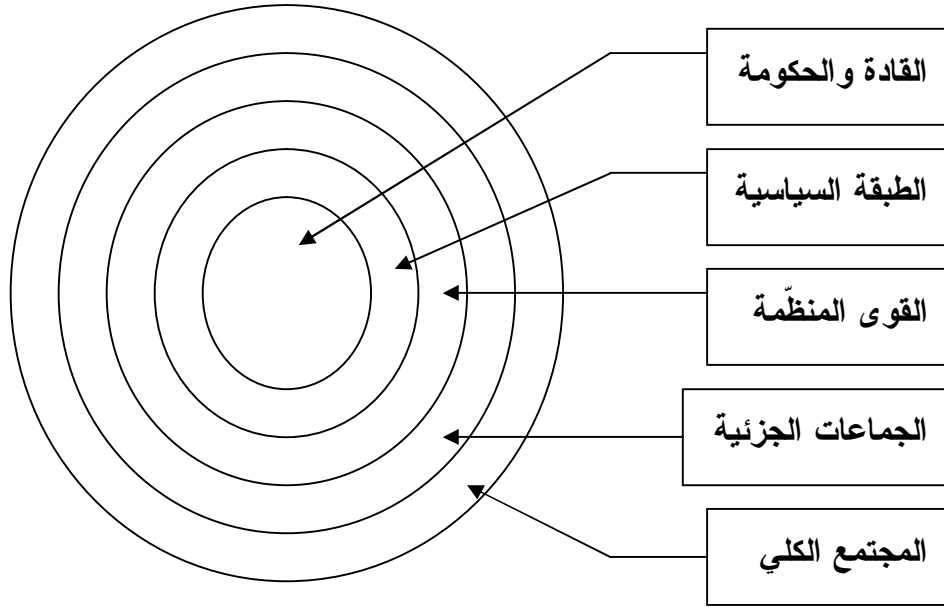 القادة والحكومة
الطبقة السياسية
القوى المنظّمة
الجماعات الجزئية
المجتمع الكلي